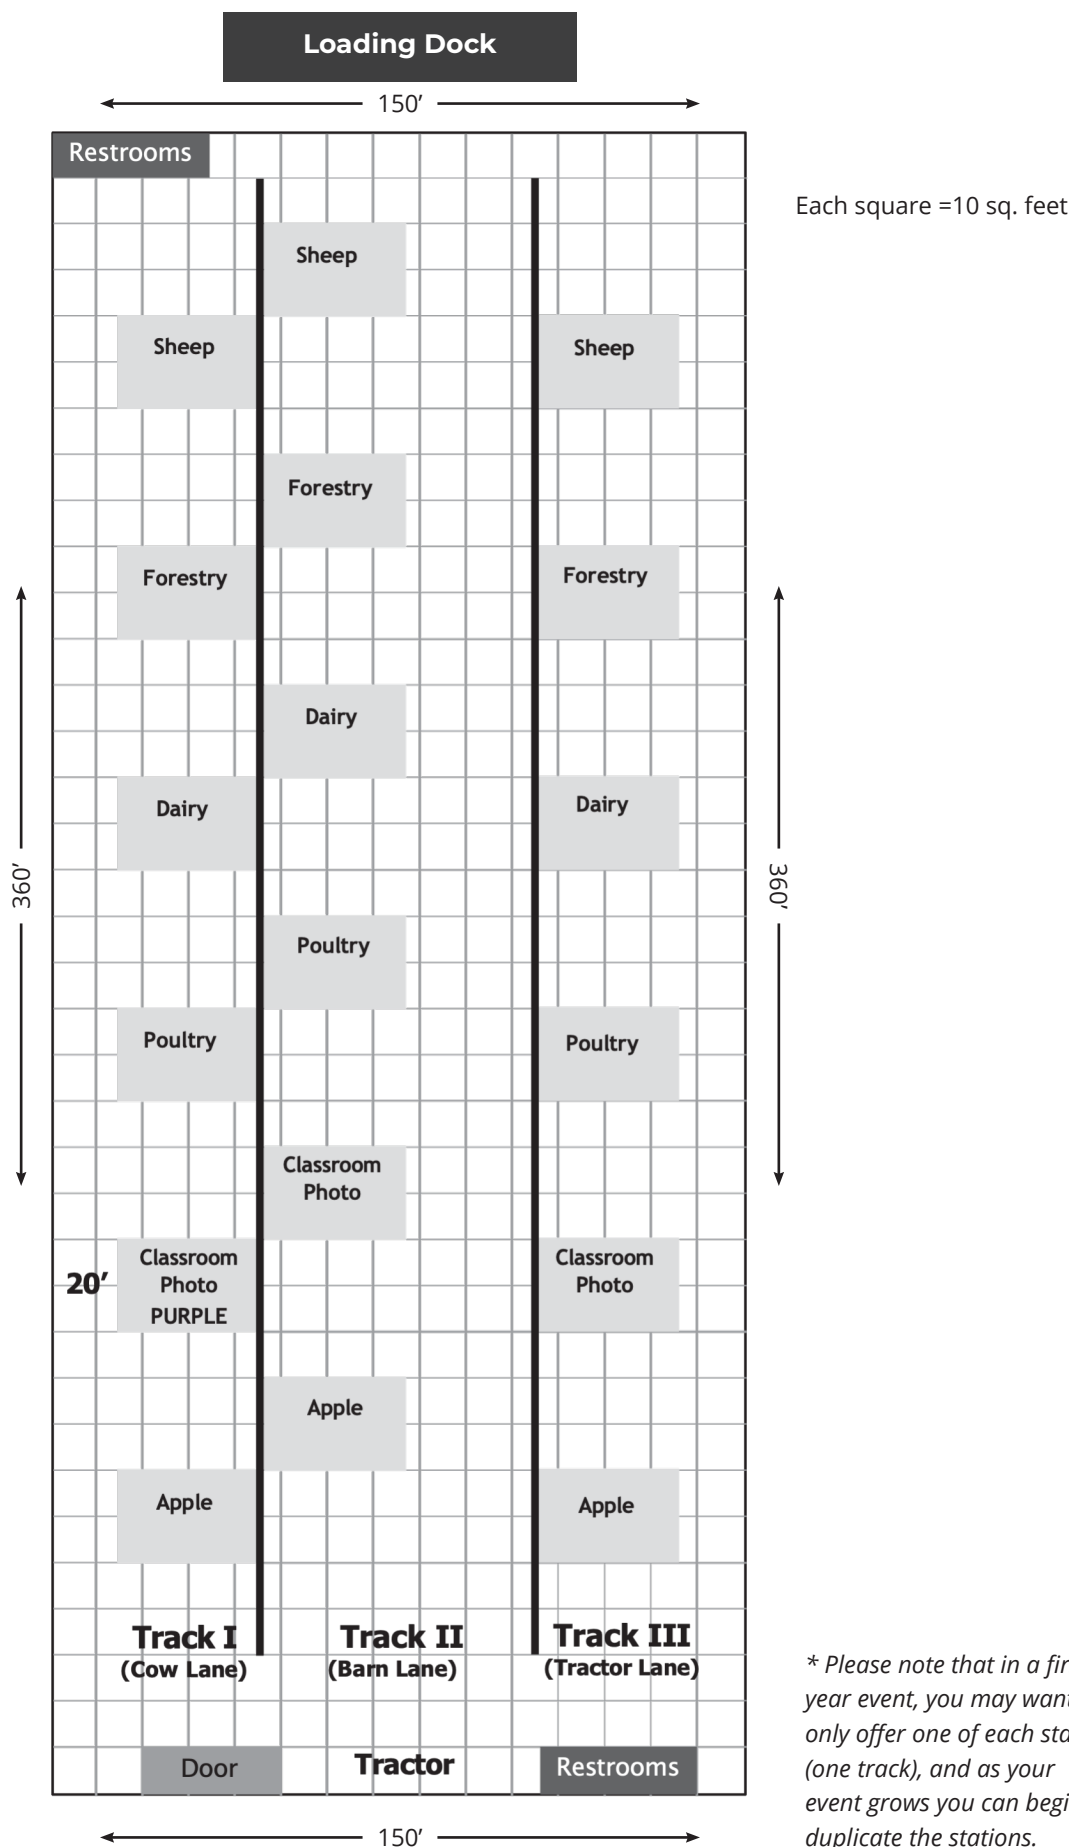 Loading Dock
150’
Restrooms
Each square =10 sq. feet
Sheep
Sheep
Sheep
Forestry
Forestry
Forestry
Dairy
Dairy
Dairy
360’
360’
Poultry
Poultry
Poultry
Classroom
Photo
20’
Classroom
Photo
PURPLE
Classroom
Photo
Apple
Apple
Apple
Track I
(Cow Lane)
Track II
(Barn Lane)
Track III
(Tractor Lane)
* Please note that in a
year event, you may want
only offer one of each
(one track), and as your
event grows you can
duplicate the stations.
Door
Tractor
Restrooms
150’